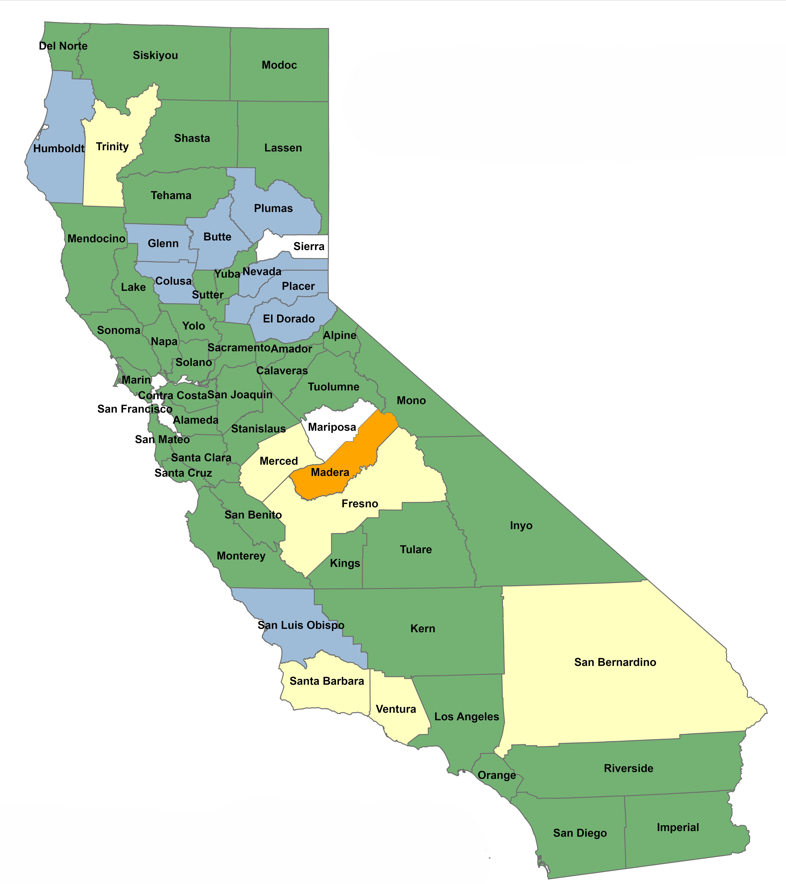 Del Norte
Siskiyou
Modoc
Humboldt
Trinity
Shasta
Lassen
Tehama
Plumas
Mendocino
Glenn
Butte
Sierra
Lake
Colusa
Yuba
Nevada
Sutter
Placer
El Dorado
Sonoma
Napa
Yolo
Sacramento
Amador
Alpine
Solano
Calaveras
Marin
Contra Costa
San Joaquin
Tuolumne
Mono
San Francisco
Alameda
Stanislaus
Mariposa
San Mateo
Santa Clara
Merced
Santa Cruz
Madera
Fresno
San Benito
Inyo
Monterey
Kings
Tulare
San Luis Obispo
Kern
San Bernardino
Santa Barbara
Ventura
Los Angeles
Orange
Riverside
San Diego
Imperial